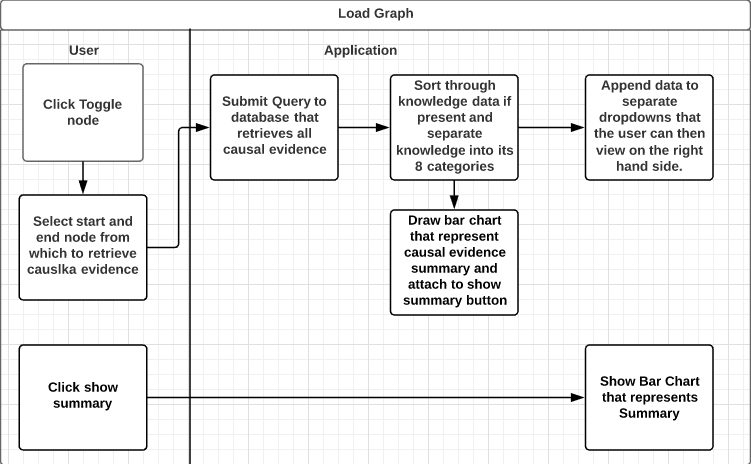 Load Graph
User
Application
Click Toggle
node
Submit Query to
database that
retrieves all
causal evidence
Sort through
knowledge data if
present and
separate
knowledge into its
8 categories
Append data to
separate
dropdowns that
the user can then
view on the right
hand side.
Select start and
end node from
which to retrieve
causlka evidence
Draw bar chart
that represent
causal evidence
summary and
attach to show
summary button
Click show
summary
Show Bar Chart
that represents
Summary